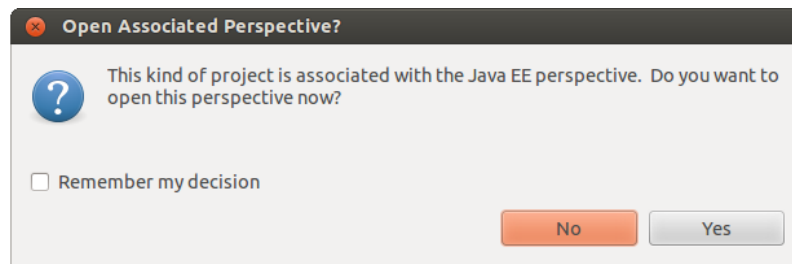 Open Associated Perspective?
This kind of project is associated with the Java EE perspective.  Do you want to
open this perspective now?
Remember my decision
No Yes